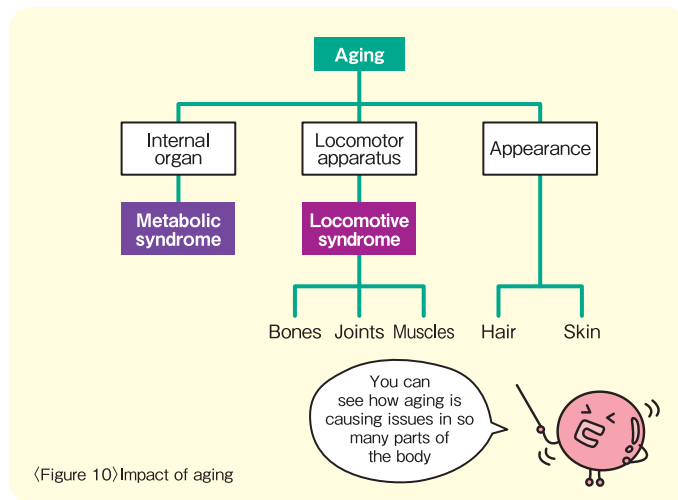 Aging
Internal
organ
Locomotor
apparatus
Appearance
Metabolic
syndrome
Locomotive
syndrome
Bones Joints Muscles Hair Skin
You can
see how aging is
causing issues in so
many parts of
the body
〈Figure 10〉Impact of aging